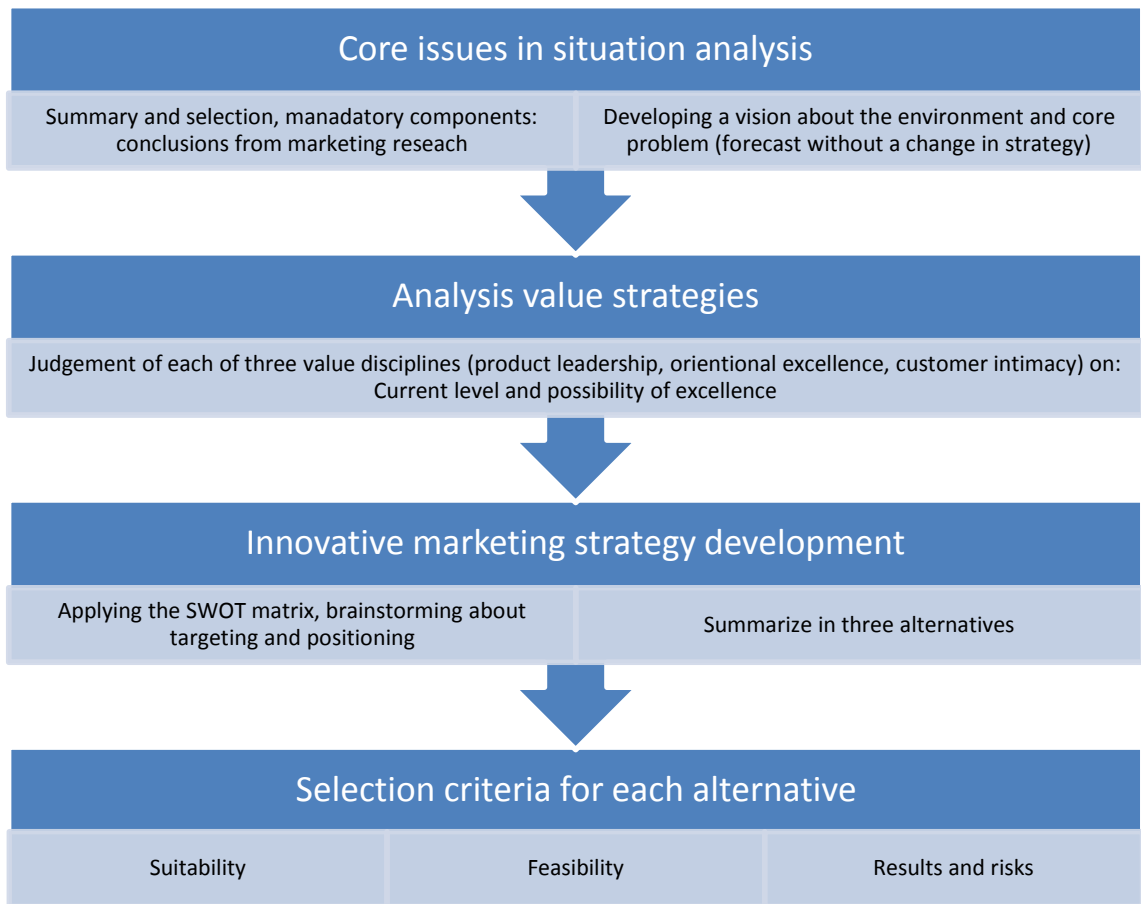 Core issues in situation analysis
Summary and selection, manadatory components:
conclusions from marketing reseach
Developing a vision about the environment and core
problem (forecast without a change in strategy)
Analysis value strategies
Judgement of each of three value disciplines (product leadership, orientional excellence, customer intimacy) on:
Current level and possibility of excellence
Innovative marketing strategy development
Applying the SWOT matrix, brainstorming about
targeting and positioning
Summarize in three alternatives
Selection criteria for each alternative
Suitability
Feasibility
Results and risks